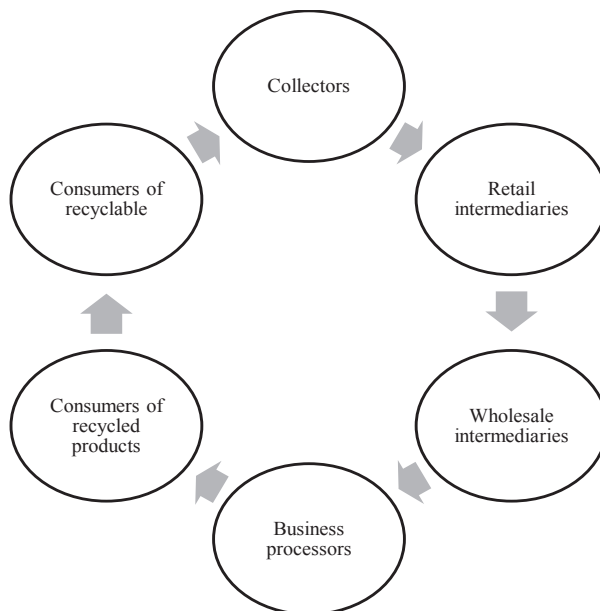 Collectors
Retail
intermediaries
Wholesale
intermediaries
Business
processors
Consumers of
recycled
products
Consumers of
recyclable